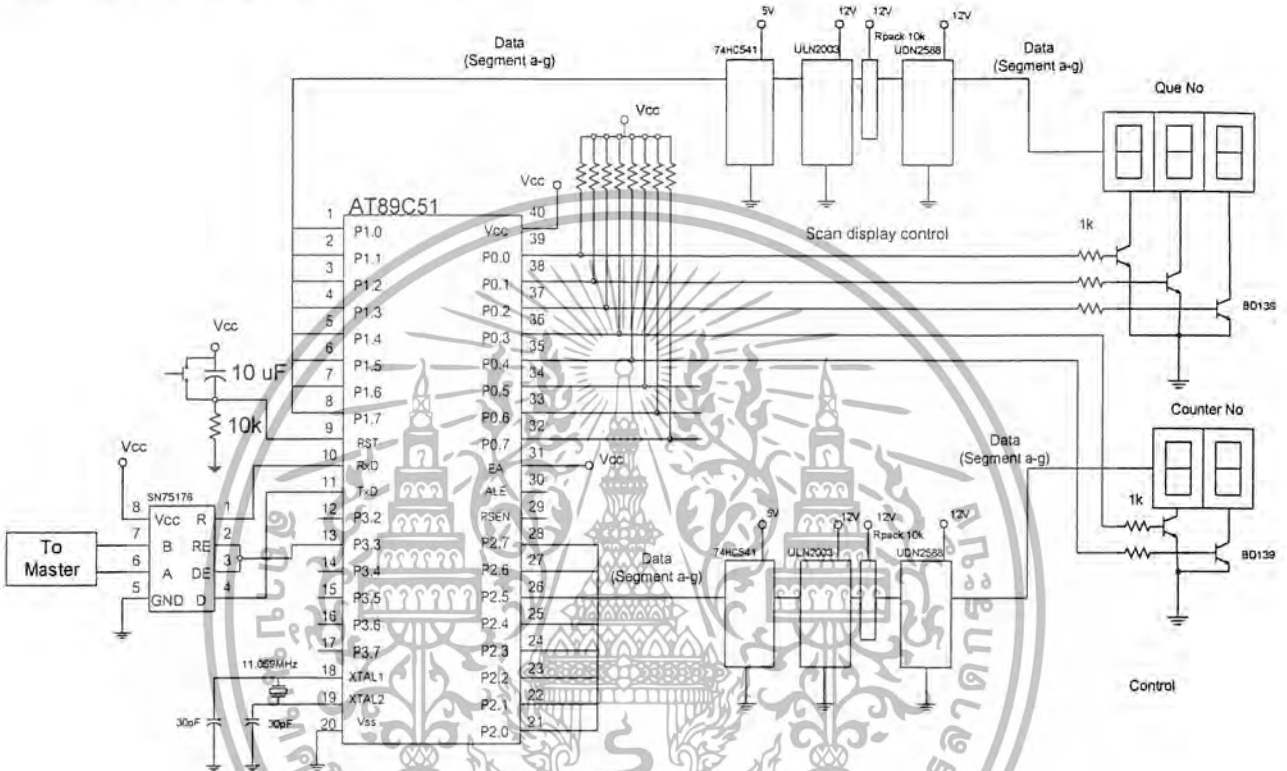 Data
(Segment a-g)
5V
12V
12V
12V
74HC541
ULN2003
Rpack 10k
UDN2588
Data
(Segment a-g)
Que No
Vcc
Vcc
AT89C51
Scan display control
1k
BD139
1 P1.0
2 P1.1
3 P1.2
4 P1.3
5 P1.4
6 P1.5
7 P1.6
8 P1.7
9 RST
10 RxD
11 TxD
12 P3.2
13 P3.3
14 P3.4
15 P3.5
16 P3.6
17 P3.7
18 XTAL1
19 XTAL2
20 Vss
40 Vcc
39 P0.0
38 P0.1
37 P0.2
36 P0.3
35 P0.4
34 P0.5
33 P0.6
32 P0.7
31 EA
30 ALE
29 PSEN
28 P2.7
27 P2.6
26 P2.5
25 P2.4
24 P2.3
23 P2.2
22 P2.1
21 P2.0
Vcc
Vcc
10 uF
10k
Vcc
SN75176
8 Vcc R 1
7 B RE 2
6 A DE 3
5 GND D 4
To
Master
11.059MHz
30pF
30pF
Data
(Segment a-g)
5V
12V
12V
12V
74HC541
ULN2003
Rpack 10k
UDN2588
Data
(Segment a-g)
Counter No
1k
BD139
Control